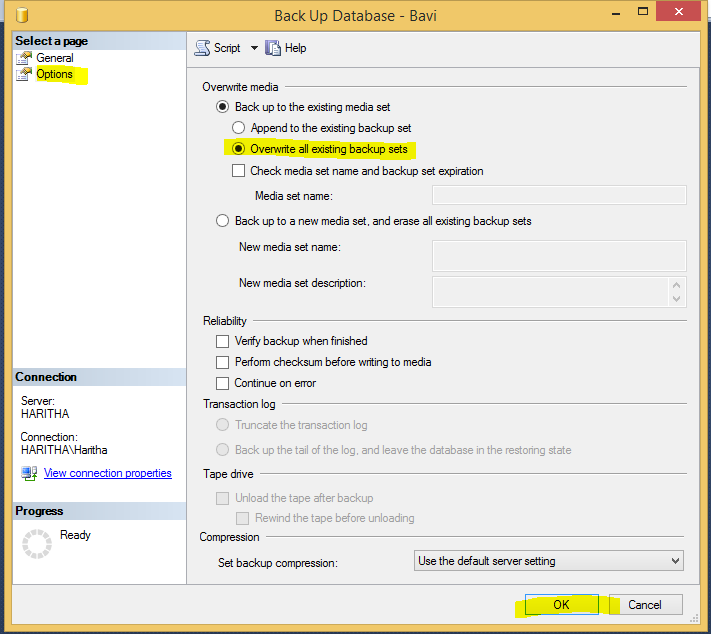 Back Up Database - Bavi
Select a page
General
Options
Script
Help
Overwrite media
Back up to the existing media set
Append to the existing backup set
Overwrite all existing backup sets
Check media set name and backup set expiration
Media set name:
Back up to a new media set, and erase all existing backup sets
New media set name:
New media set description:
Reliability
Verify backup when finished
Perform checksum before writing to media
Continue on error
Transaction log
Truncate the transaction log
Back up the tail of the log, and leave the database in the restoring state
Tape drive
Unload the tape after backup
Rewind the tape before unloading
Compression
Set backup compression: Use the default server setting
Connection
Server:
HARITHA
Connection:
HARITHA\Haritha
View connection properties
Progress
Ready
OK
Cancel